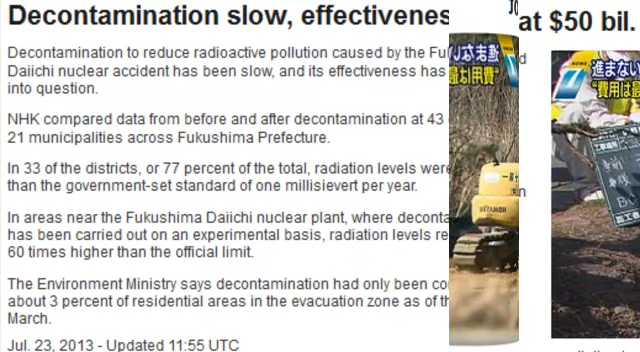 Decontamination slow, effectivenes
at $50 bil.
Decontamination to reduce radioactive pollution caused by the Fu
Daiichi nuclear accident has been slow, and its effectiveness has
into question.
NHK compared data from before and after decontamination at 43
21 municipalities across Fukushima Prefecture.
In 33 of the districts, or 77 percent of the total, radiation levels were
than the government-set standard of one millisievert per year.
In areas near the Fukushima Daiichi nuclear plant, where deconta
has been carried out on an experimental basis, radiation levels re
60 times higher than the official limit.
The Environment Ministry says decontamination had only been co
about 3 percent of residential areas in the evacuation zone as of th
March.
Jul. 23, 2013 - Updated 11:55 UTC
進まない
"費用は最